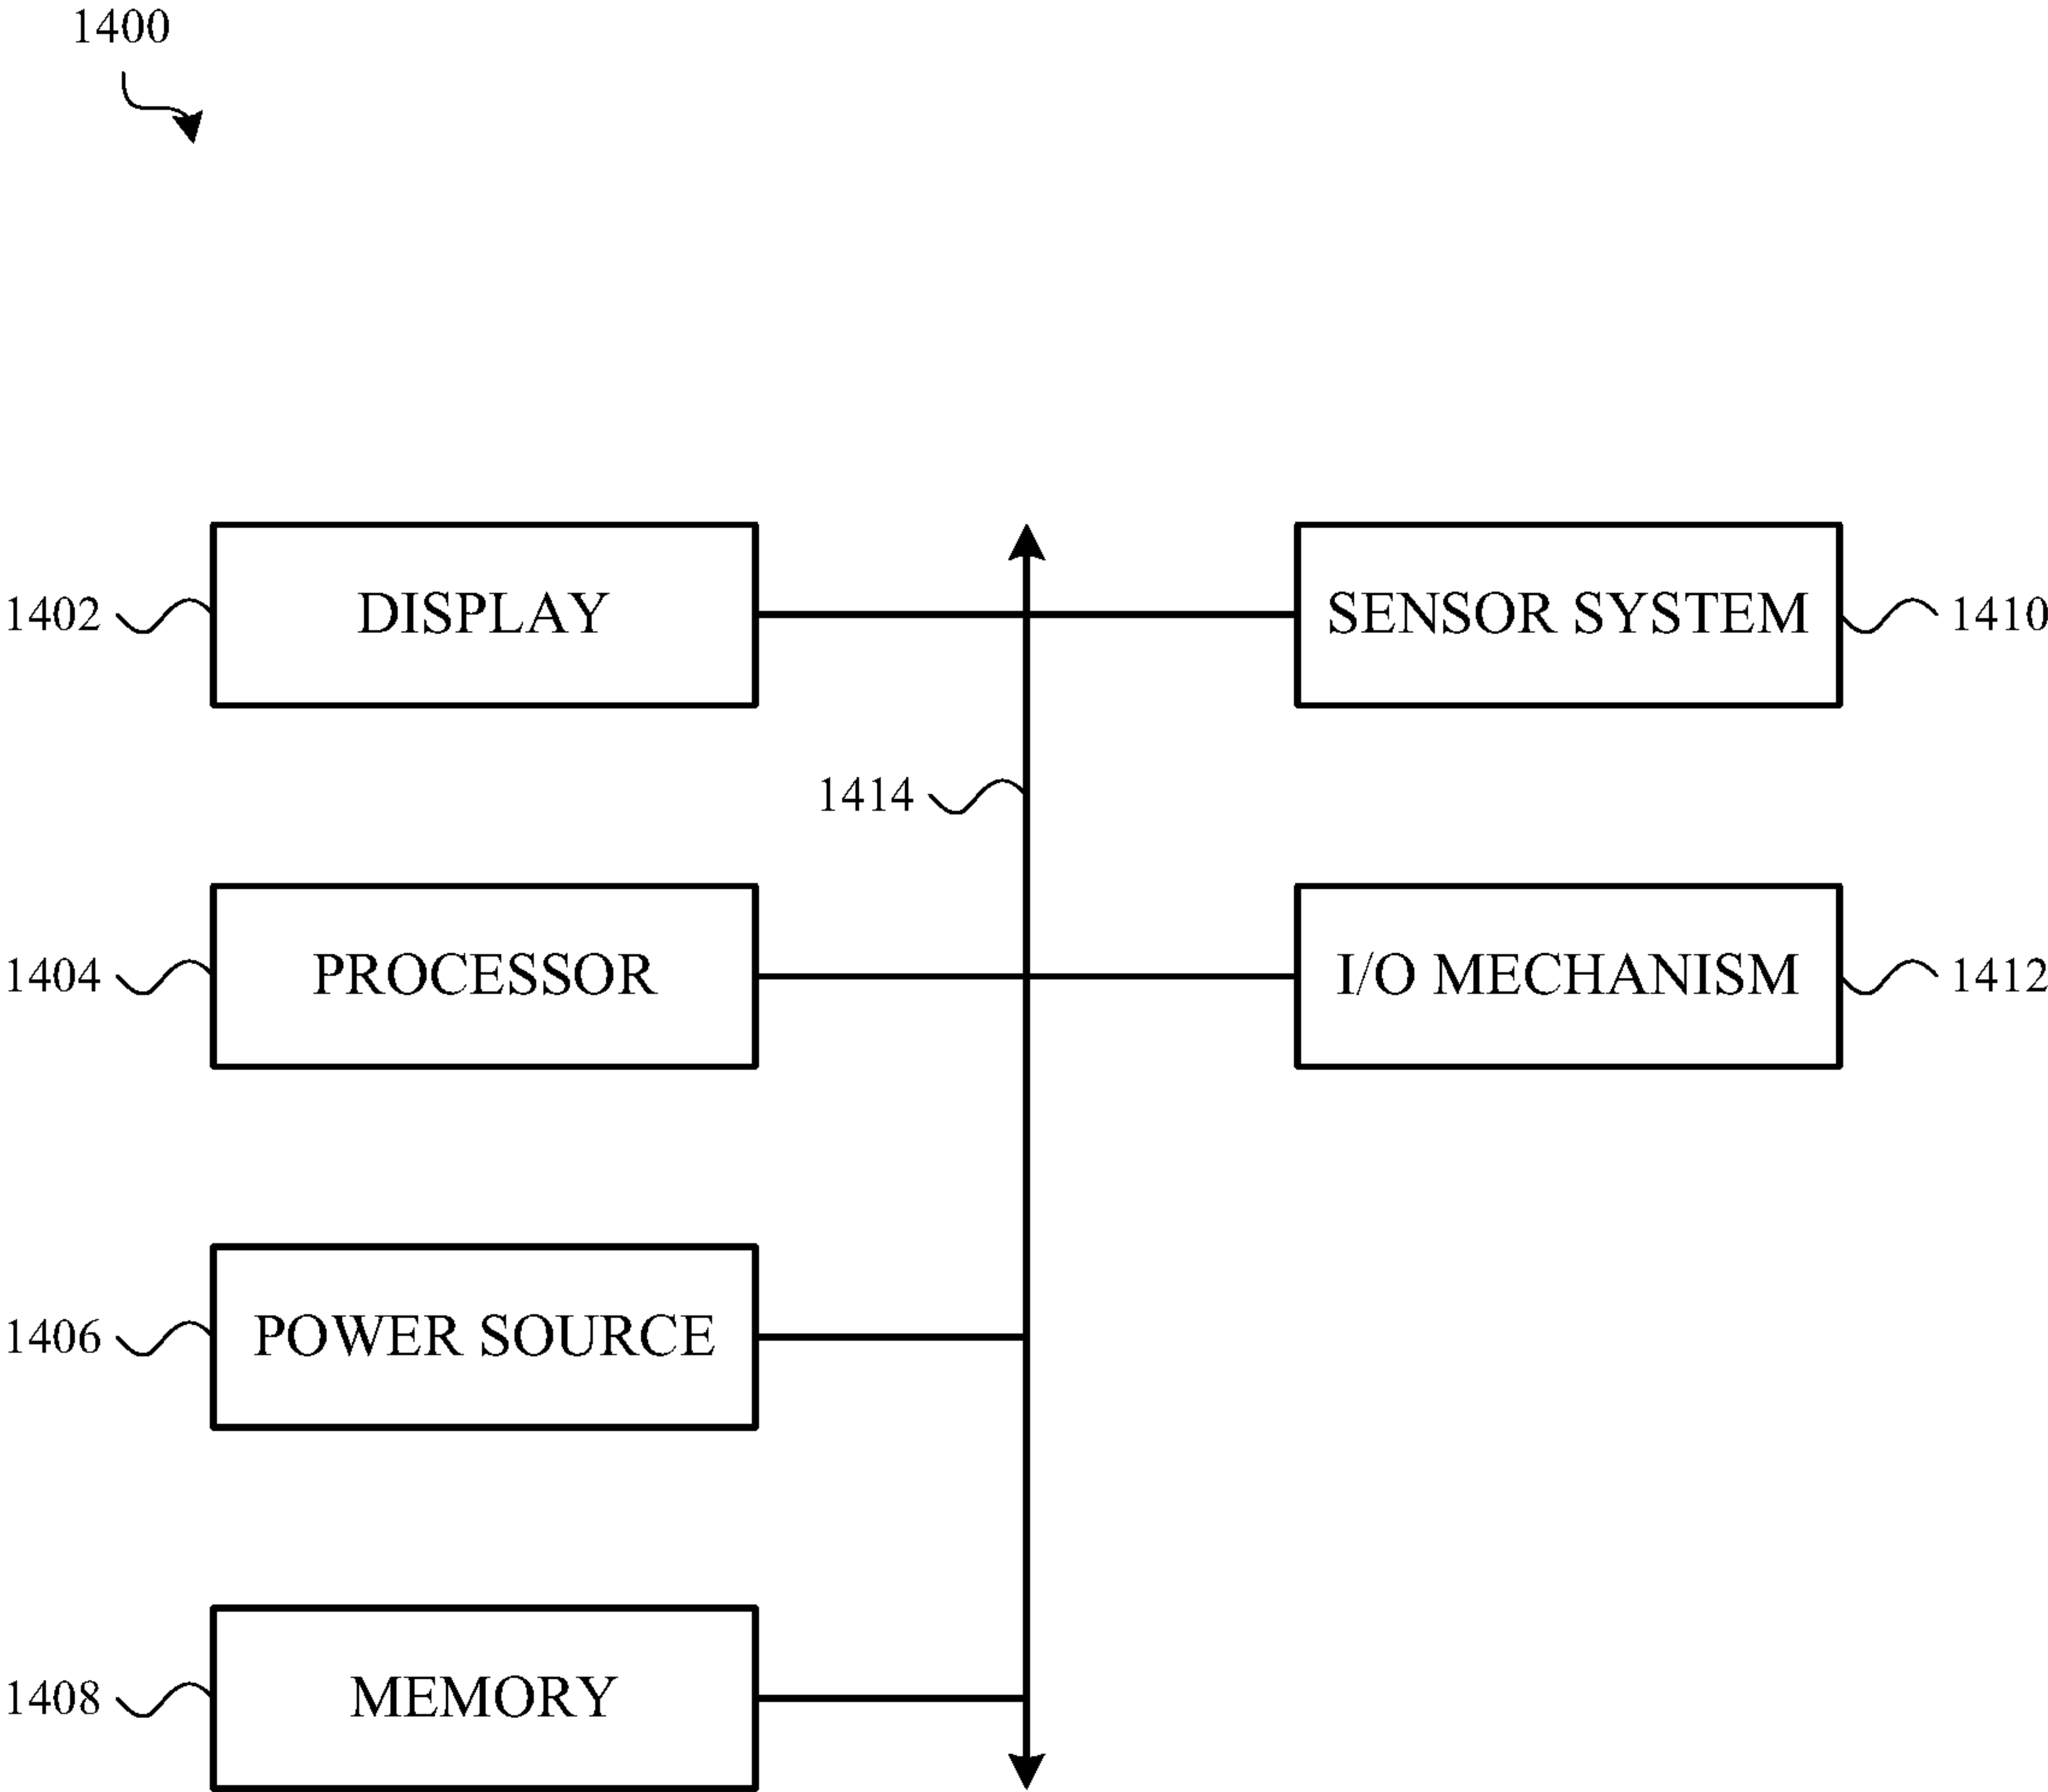 1400
1402 DISPLAY SENSOR SYSTEM 1410
1414
1404 PROCESSOR I/O MECHANISM 1412
1406 POWER SOURCE
1408 MEMORY